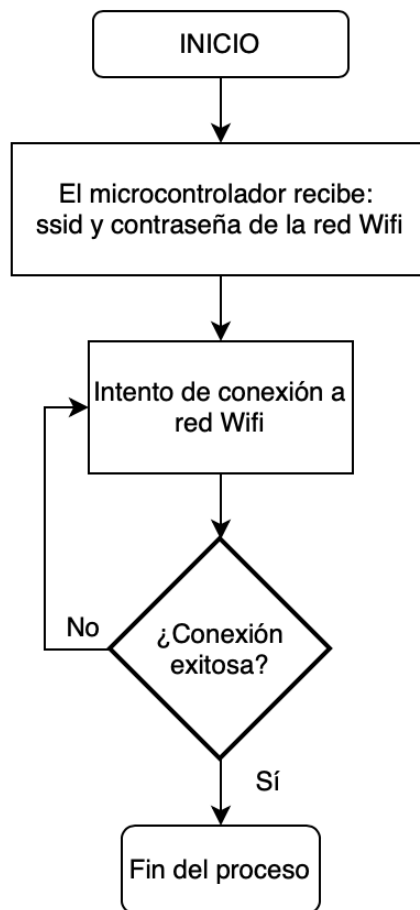 INICIO
El microcontrolador recibe:
ssid y contraseña de la red Wifi
Intento de conexión a
red Wifi
¿Conexión
exitosa?
No
Sí
Fin del proceso